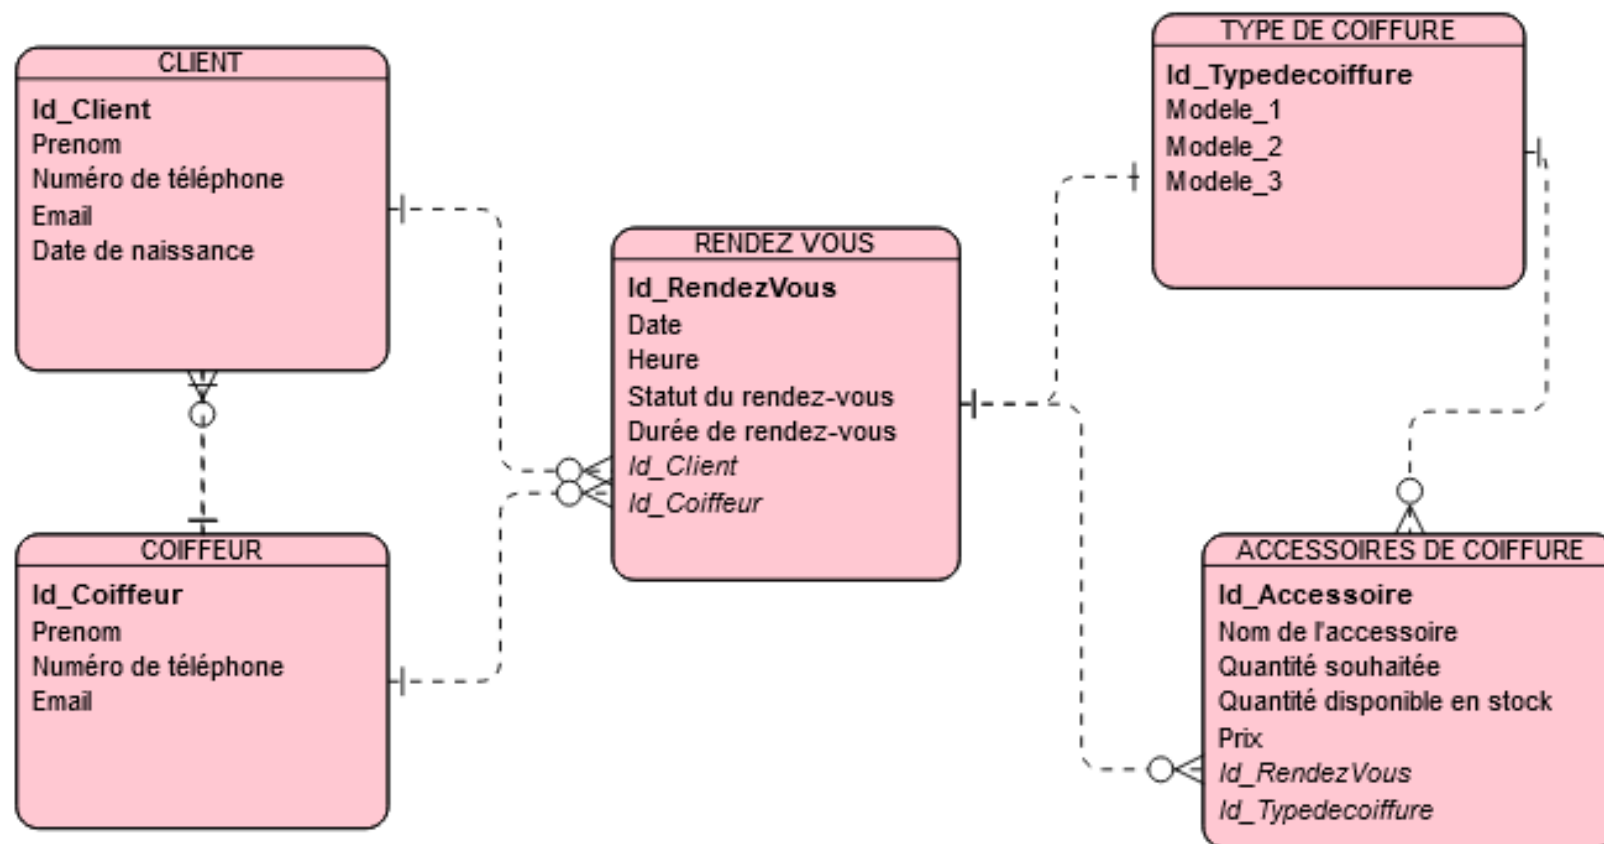 CLIENT
Id_Client
Prenom
Numéro de téléphone
Email
Date de naissance
COIFFEUR
Id_Coiffeur
Prenom
Numéro de téléphone
Email
RENDEZ VOUS
Id_RendezVous
Date
Heure
Statut du rendez-vous
Durée de rendez-vous
Id_Client
Id_Coiffeur
TYPE DE COIFFURE
Id_Typedecoiffure
Modele_1
Modele_2
Modele_3
ACCESSOIRES DE COIFFURE
Id_Accessoire
Nom de l'accessoire
Quantité souhaitée
Quantité disponible en stock
Prix
Id_RendezVous
Id_Typedecoiffure